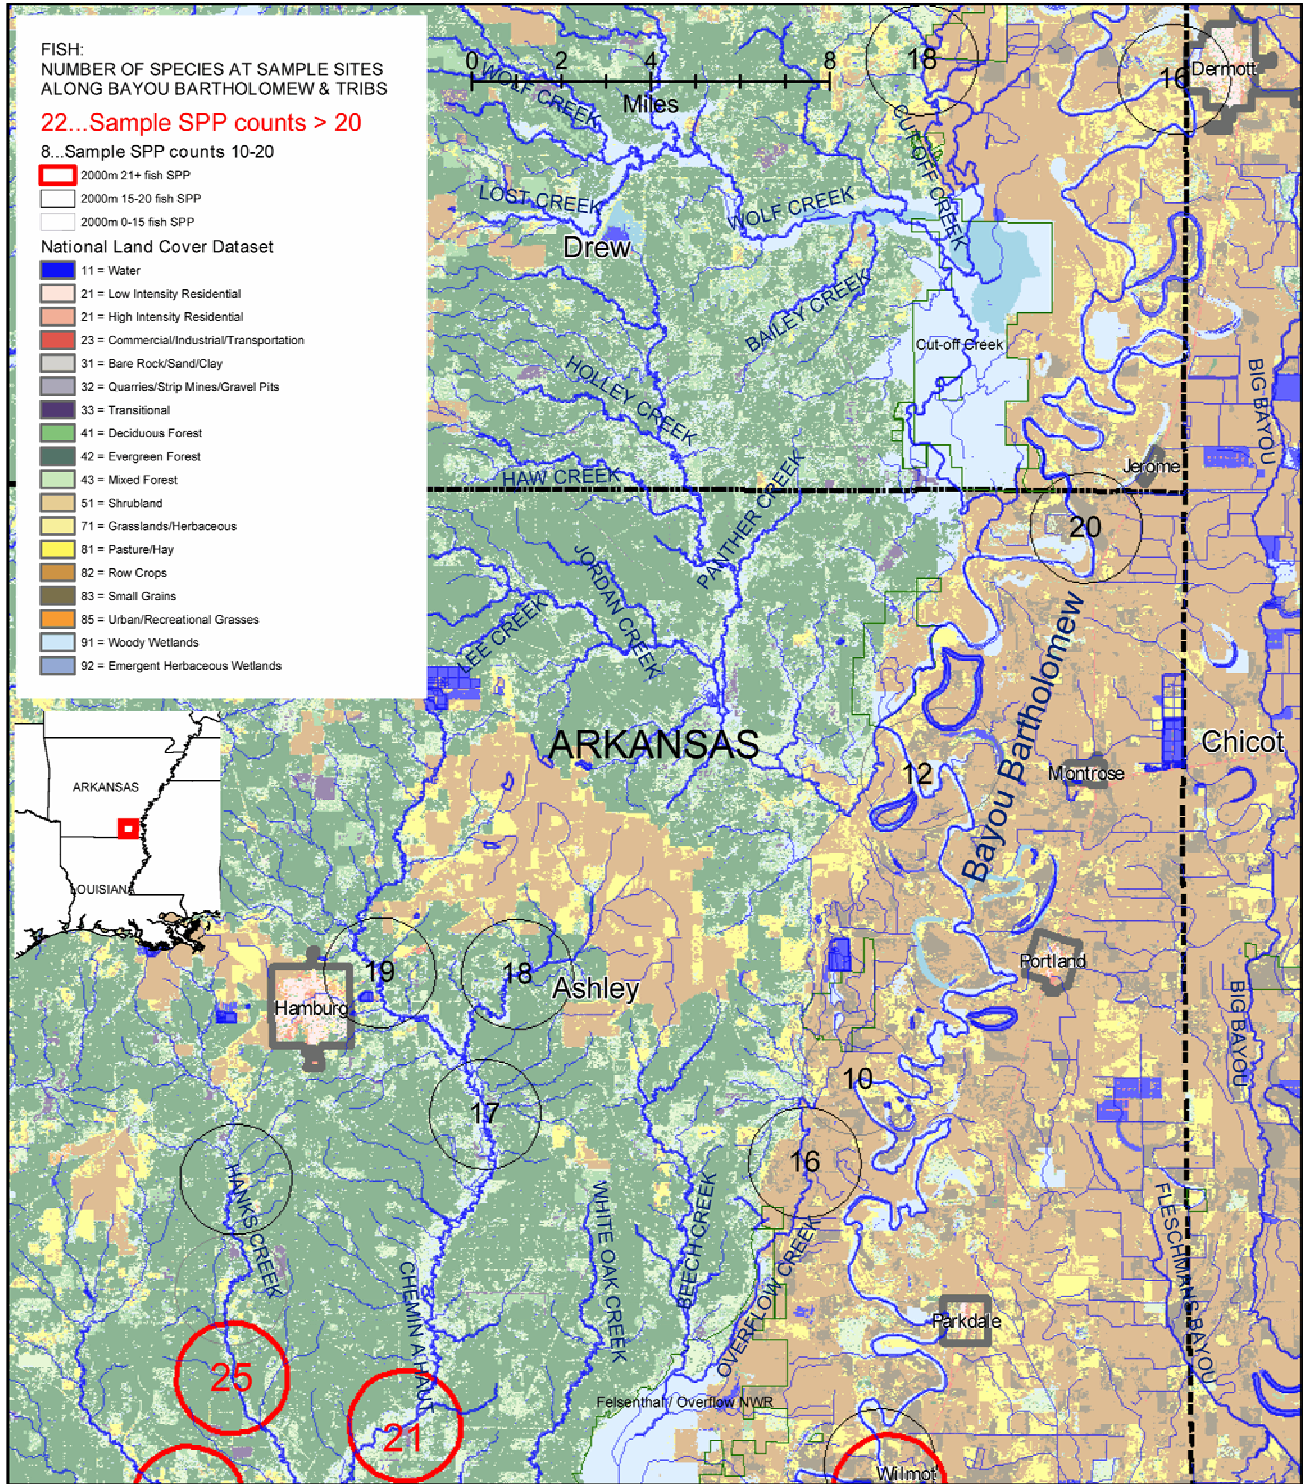 FISH:
NUMBER OF SPECIES AT SAMPLE SITES
ALONG BAYOU BARTHOLOMEW & TRIBS
22...Sample SPP counts > 20
8...Sample SPP counts 10-20
2000m 21+ fish SPP
2000m 15-20 fish SPP
2000m 0-15 fish SPP
National Land Cover Dataset
11 = Water
21 = Low Intensity Residential
21 = High Intensity Residential
23 = Commercial/Industrial/Transportation
31 = Bare Rock/Sand/Clay
32 = Quarries/Strip Mines/Gravel Pits
33 = Transitional
41 = Deciduous Forest
42 = Evergreen Forest
43 = Mixed Forest
51 = Shrubland
71 = Grasslands/Herbaceous
81 = Pasture/Hay
82 = Row Crops
83 = Small Grains
85 = Urban/Recreational Grasses
91 = Woody Wetlands
92 = Emergent Herbaceous Wetlands
0 2 4 6 8
Miles
18
16
Dermott
WOLF CREEK
CUT OFF CREEK
LOST CREEK
WOLF CREEK
Drew
BAILEY CREEK
Cut-off Creek
HOLLEY CREEK
BIG BAYOU
Jerome
HAW CREEK
PANTHER CREEK
20
JORDAN CREEK
LEE CREEK
Bayou Bartholomew
ARKANSAS
Chicot
12
Montrose
ARKANSAS
LOUISIANA
19
18
Ashley
Portland
Hamburg
BIG BAYOU
10
17
16
HANKS CREEK
WHITE OAK CREEK
BEECH CREEK
OVERFLOW CREEK
FLESCHMANS BAYOU
CHEMIN A HAUT
Parkdale
25
Felsenthal / Overflow NWR
21
Wilmot